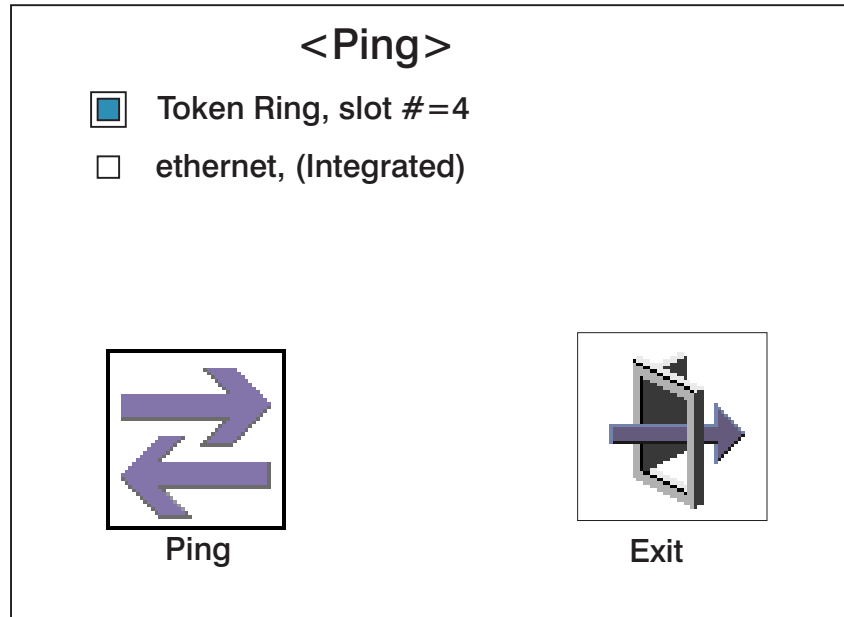 <Ping>
Token Ring, slot #=4
ethernet, (Integrated)
Ping
Exit